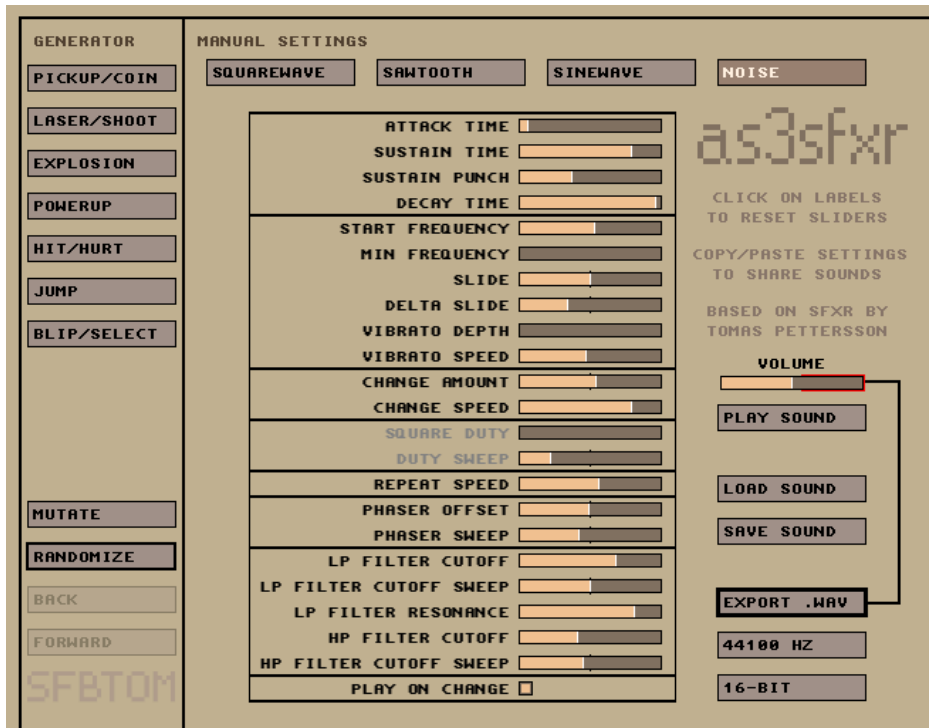 GENERATOR
PICKUP/COIN
LASER/SHOOT
EXPLOSION
POWERUP
HIT/HURT
JUMP
BLIP/SELECT
MUTATE
RANDOMIZE
BACK
FORWARD
SFBTOM
MANUAL SETTINGS
SQUAREWAVE
SAWTOOTH
SINEWAVE
NOISE
ATTACK TIME
SUSTAIN TIME
SUSTAIN PUNCH
DECAY TIME
START FREQUENCY
MIN FREQUENCY
SLIDE
DELTA SLIDE
VIBRATO DEPTH
VIBRATO SPEED
CHANGE AMOUNT
CHANGE SPEED
SQUARE DUTY
DUTY SWEEP
REPEAT SPEED
PHASER OFFSET
PHASER SWEEP
LP FILTER CUTOFF
LP FILTER CUTOFF SWEEP
LP FILTER RESONANCE
HP FILTER CUTOFF
HP FILTER CUTOFF SWEEP
PLAY ON CHANGE
as3sfxr
CLICK ON LABELS
TO RESET SLIDERS
COPY/PASTE SETTINGS
TO SHARE SOUNDS
BASED ON SFXR BY
TOMAS PETTERSSON
VOLUME
PLAY SOUND
LOAD SOUND
SAVE SOUND
EXPORT .WAV
44100 HZ
16-BIT